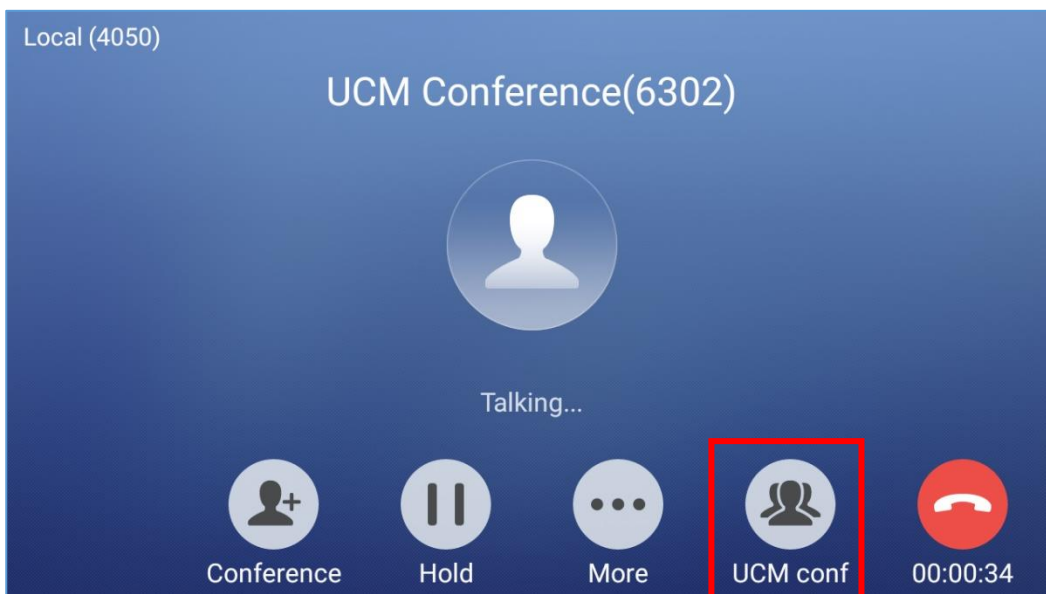 Local (4050)
UCM Conference(6302)
Talking...
Conference Hold More UCM conf 00:00:34